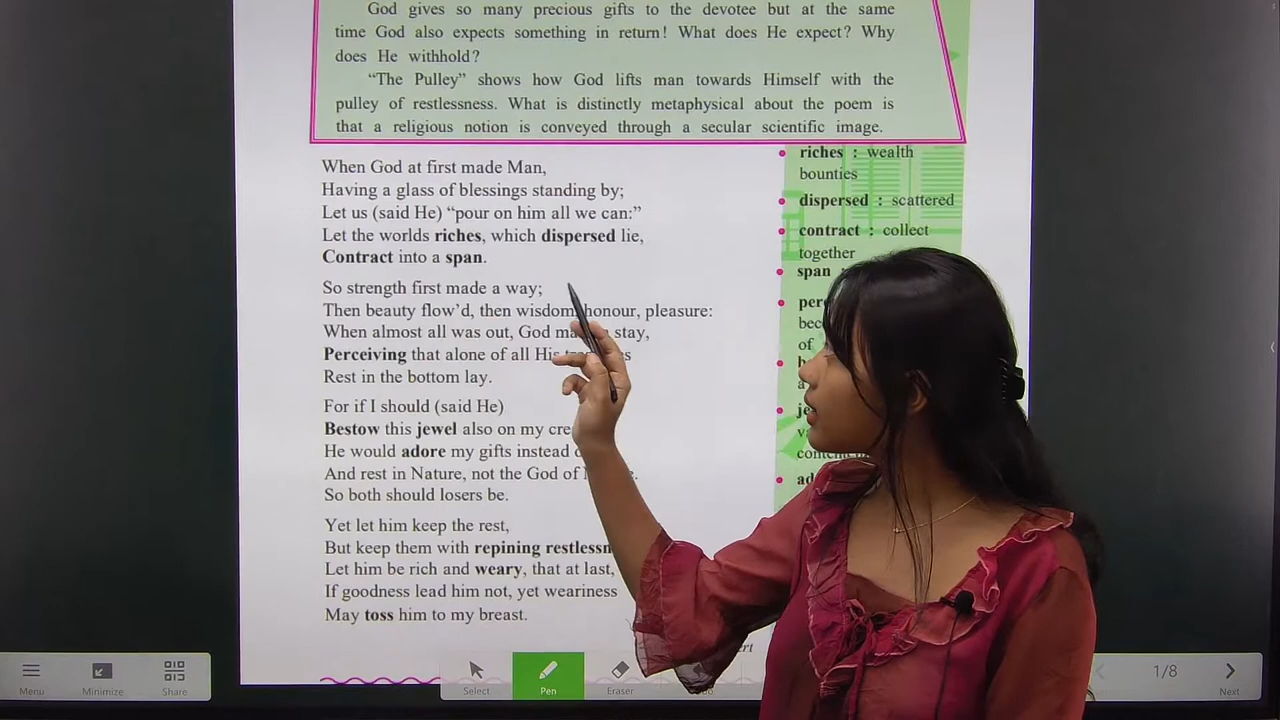 God gives so many precious gifts to the devotee but at the same
time God also expects something in return! What does He expect? Why
does He withhold?
“The Pulley” shows how God lifts man towards Himself with the
pulley of restlessness. What is distinctly metaphysical about the poem is
that a religious notion is conveyed through a secular scientific image.
When God at first made Man,
Having a glass of blessings standing by;
Let us (said He) “pour on him all we can:”
Let the worlds riches, which dispersed lie,
Contract into a span.
So strength first made a way;
Then beauty flow’d, then wisdom, honour, pleasure:
When almost all was out, God stay,
Perceiving that alone of all His
Rest in the bottom lay.
For if I should (said He)
Bestow this jewel also on my
He would adore my gifts instead
And rest in Nature, not the God of
So both should losers be.
Yet let him keep the rest,
But keep them with repining
Let him be rich and weary, that at last,
If goodness lead him not, yet weariness
May toss him to my breast.
riches : wealth
bounties
dispersed : scattered
contract : collect
together
span
of
Menu
Minimize
Share
Select
Pen
Eraser
1/8
Next